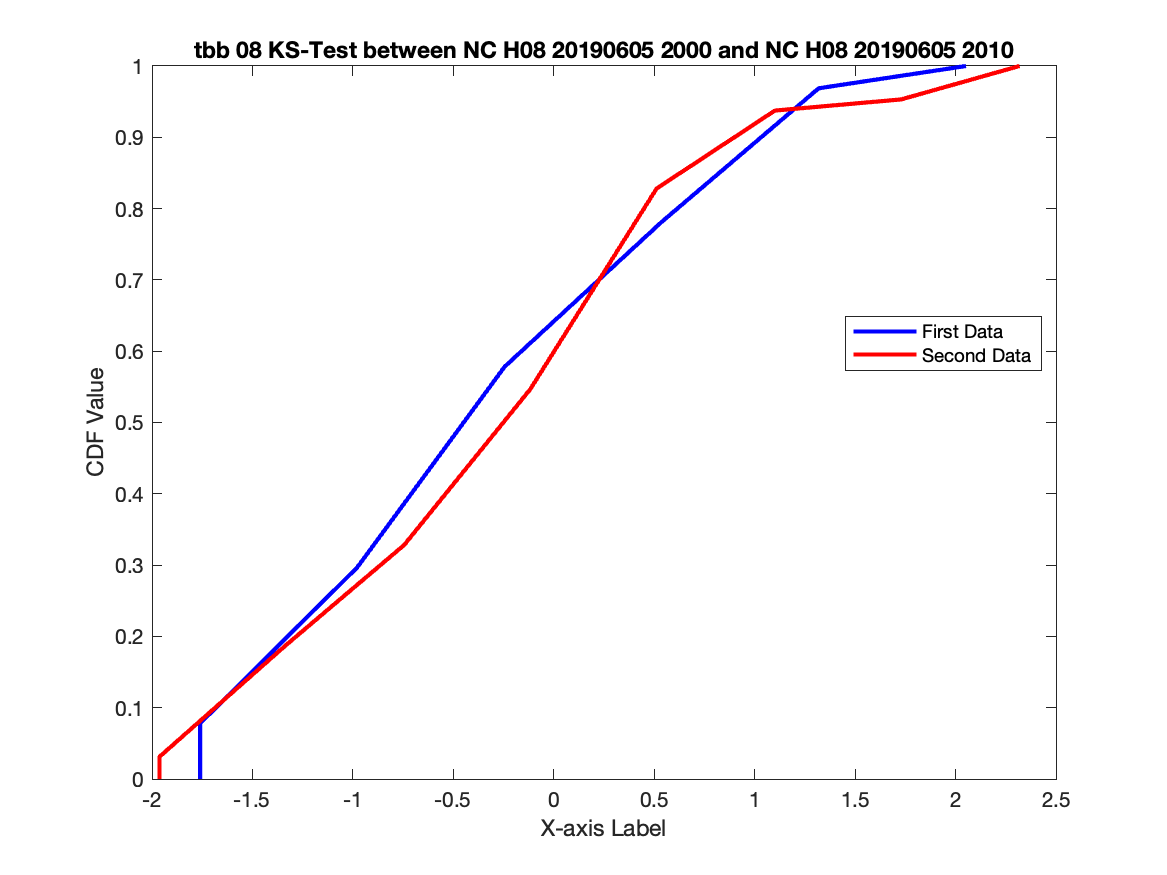 tbb 08 KS-Test between NC H08 20190605 2000 and NC H08 20190605 2010
1
0.9
0.8
0.7
0.6
0.5
0.4
0.3
0.2
0.1
0
CDF Value
First Data
Second Data
-2 -1.5 -1 -0.5 0 0.5 1 1.5 2 2.5
X-axis Label